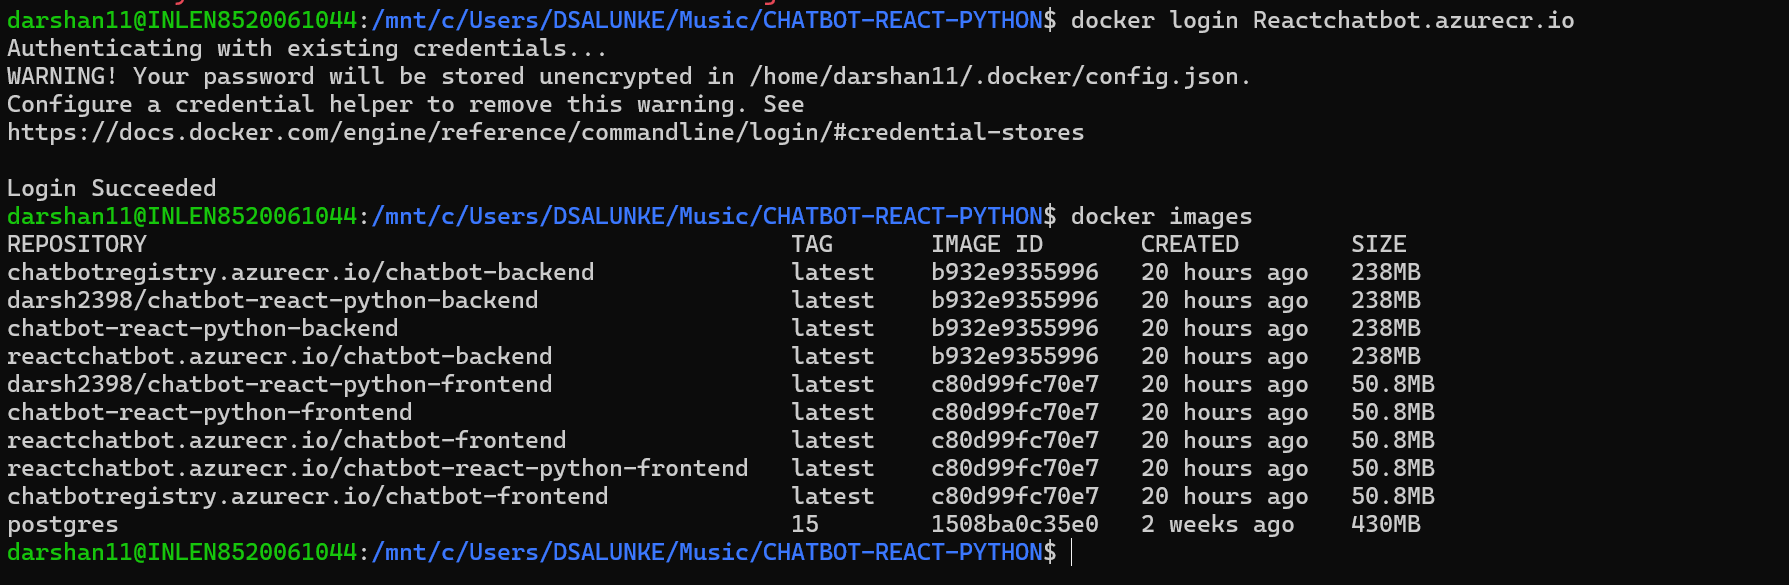 darshan11@INLEN8520061044:/mnt/c/Users/DSALUNKE/Music/CHATBOT-REACT-PYTHON$ docker login Reactchatbot.azurecr.io
Authenticating with existing credentials...
WARNING! Your password will be stored unencrypted in /home/darshan11/.docker/config.json.
Configure a credential helper to remove this warning. See
https://docs.docker.com/engine/reference/commandline/login/#credential-stores
Login Succeeded
darshan11@INLEN8520061044:/mnt/c/Users/DSALUNKE/Music/CHATBOT-REACT-PYTHON$ docker images
REPOSITORY TAG IMAGE ID CREATED SIZE
chatbotregistry.azurecr.io/chatbot-backend latest b932e9355996 20 hours ago 238MB
darsh2398/chatbot-react-python-backend latest b932e9355996 20 hours ago 238MB
chatbot-react-python-backend latest b932e9355996 20 hours ago 238MB
reactchatbot.azurecr.io/chatbot-backend latest b932e9355996 20 hours ago 238MB
darsh2398/chatbot-react-python-frontend latest c80d99fc70e7 20 hours ago 50.8MB
chatbot-react-python-frontend latest c80d99fc70e7 20 hours ago 50.8MB
reactchatbot.azurecr.io/chatbot-frontend latest c80d99fc70e7 20 hours ago 50.8MB
reactchatbot.azurecr.io/chatbot-react-python-frontend latest c80d99fc70e7 20 hours ago 50.8MB
chatbotregistry.azurecr.io/chatbot-frontend latest c80d99fc70e7 20 hours ago 50.8MB
postgres 15 1508ba0c35e0 2 weeks ago 430MB
darshan11@INLEN8520061044:/mnt/c/Users/DSALUNKE/Music/CHATBOT-REACT-PYTHON$